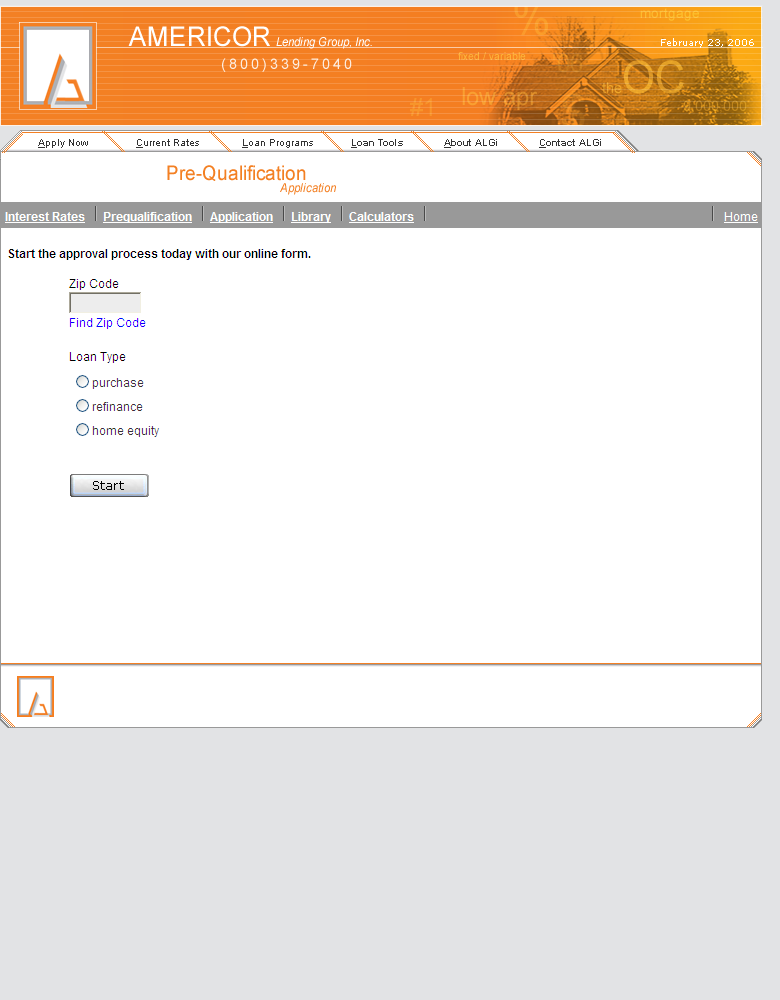 AMERICOR Lending Group, Inc.
(800)339-7040
%
mortgage
February 23, 2006
fixed / variable
the OC
low apr
#1
Apply Now
Current Rates
Loan Programs
Loan Tools
About ALGi
Contact ALGi
Pre-Qualification
Application
Interest Rates
Prequalification
Application
Library
Calculators
Home
Start the approval process today with our online form.
Zip Code
Find Zip Code
Loan Type
purchase
refinance
home equity
Start